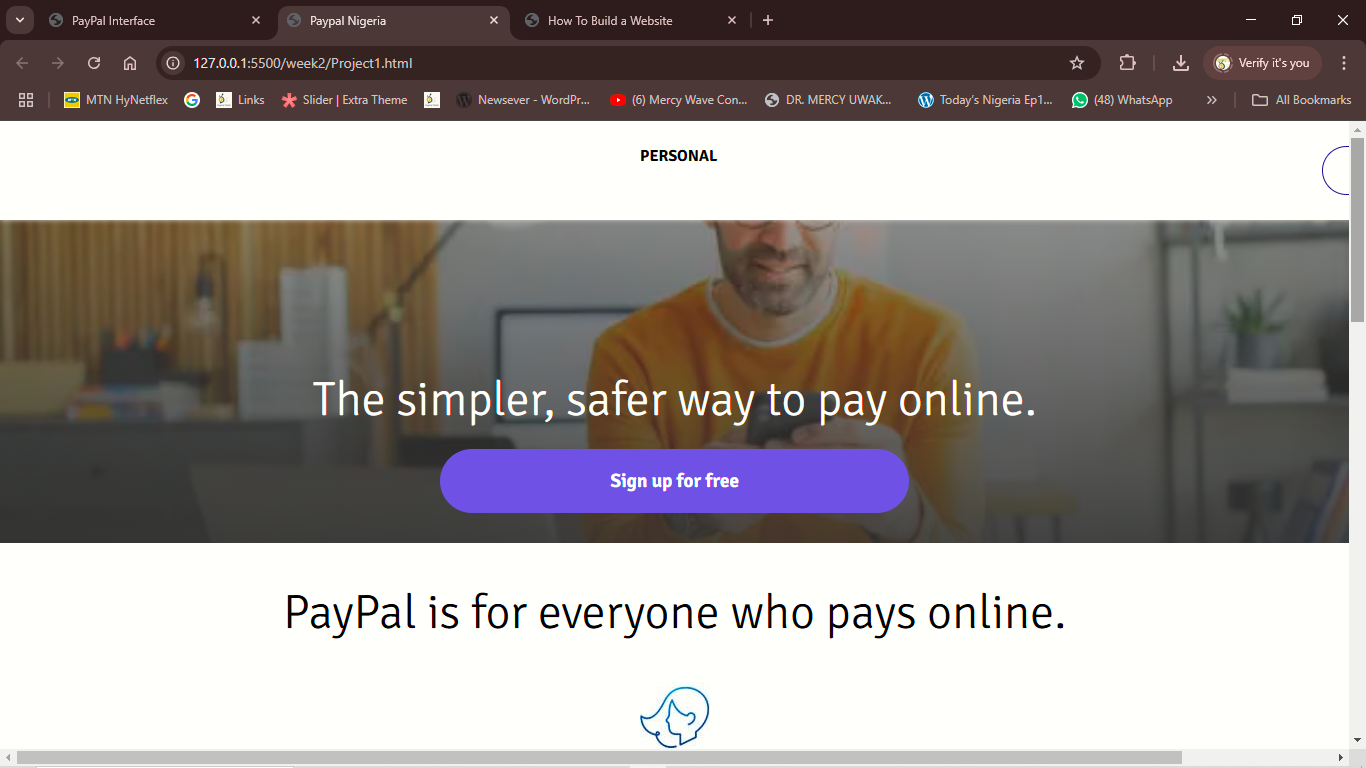 PayPal Interface
Paypal Nigeria
How To Build a Website
127.0.0.1:5500/week2/Project1.html
Verify it's you
MTN HyNetflex
Links
Slider | Extra Theme
Newsever - WordPr...
(6) Mercy Wave Con...
DR. MERCY UWAK...
Today's Nigeria Ep1...
(48) WhatsApp
All Bookmarks
PERSONAL
The simpler, safer way to pay online.
Sign up for free
PayPal is for everyone who pays online.